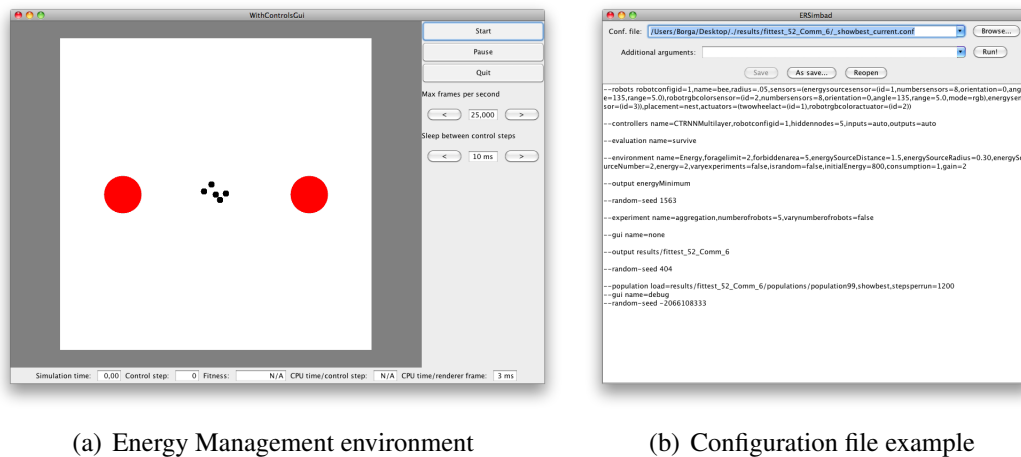 WithControlsGui
Start
Pause
Quit
Max frames per second
< 25,000 >
Sleep between control steps
< 10 ms >
Simulation time: 0,00 Control step: 0 Fitness: N/A CPU time/control step: N/A CPU time/renderer frame: 3 ms
(a) Energy Management environment
ERSimbad
Conf. file: /Users/Borga/Desktop/./results/fittest_52_Comm_6/_showbest_current.conf Browse...
Additional arguments: Run!
Save As save... Reopen
--robots robotconfigid=1,name=bee,radius=.05,sensors=(energysourcesensor=(id=1,numbersensors=8,orientation=0,ang
e=135,range=5.0),robotrgbcolorsensor=(id=2,numbersensors=8,orientation=0,angle=135,range=5.0,mode=rgb),energysen
sor=(id=3)),placement=nest,actuators=(twowheelact=(id=1),robotrgbcoloractuator=(id=2))
--controllers name=CTRNNMultilayer,robotconfigid=1,hiddennodes=5,inputs=auto,outputs=auto
--evaluation name=survive
--environment name=Energy,foragelimit=2,forbiddenarea=5,energySourceDistance=1.5,energySourceRadius=0.30,energySo
urceNumber=2,energy=2,varyexperiments=false,israndom=false,initialEnergy=800,consumption=1,gain=2
--output energyMinimum
--random-seed 1563
--experiment name=aggregation,numberofrobots=5,varynumberofrobots=false
--gui name=none
--output results/fittest_52_Comm_6
--random-seed 404
--population load=results/fittest_52_Comm_6/populations/population99,showbest,stepsperrun=1200
--gui name=debug
--random-seed -2066108333
(b) Configuration file example